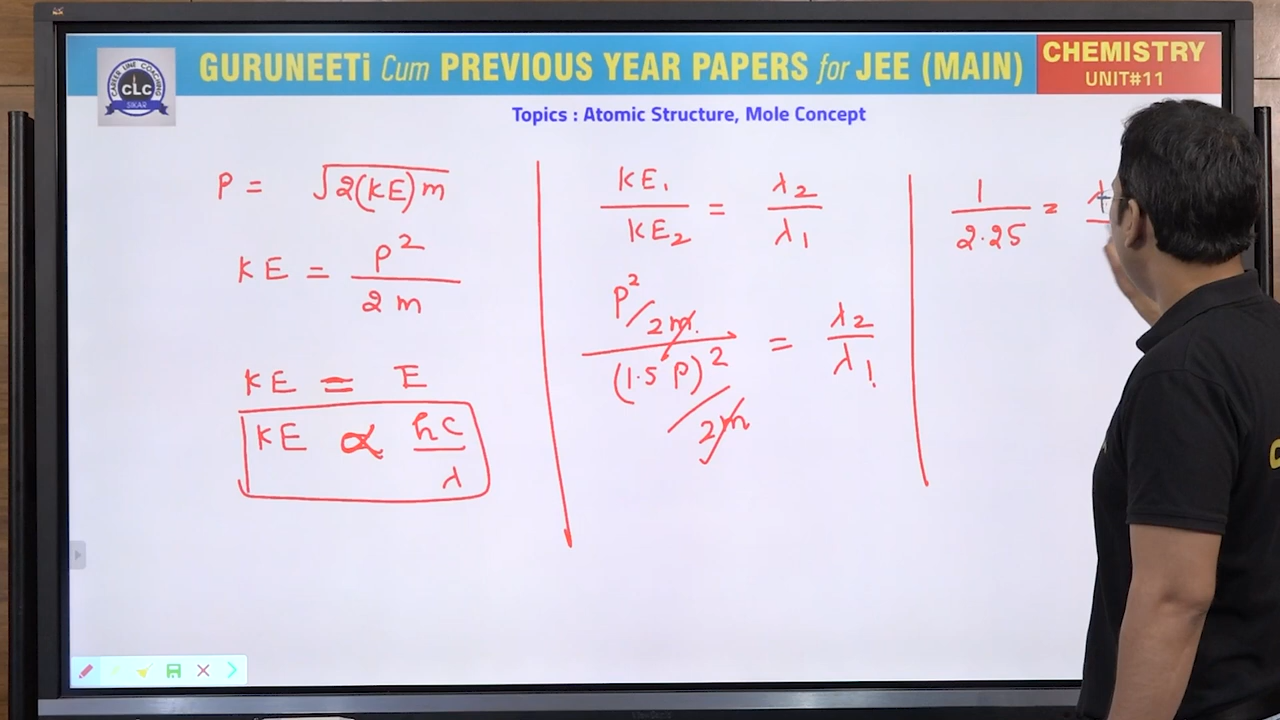 GURUNEETi Cum PREVIOUS YEAR PAPERS for JEE (MAIN)
CHEMISTRY
UNIT#11
CAREER LINE COACHING
CLC
SIKAR
Topics : Atomic Structure, Mole Concept
P = √2(KE)m
KE = P²/2m
KE = E
KE ∝ hc/λ
KE₁/KE₂ = λ₂/λ₁
P²/2m/(1.5 P)²/2m = λ₂/λ₁
1/2.25 = λ